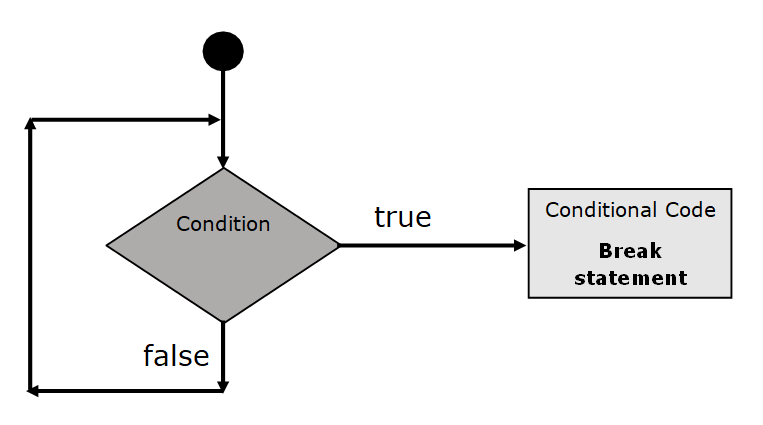 Condition
true
Conditional Code
Break
statement
false